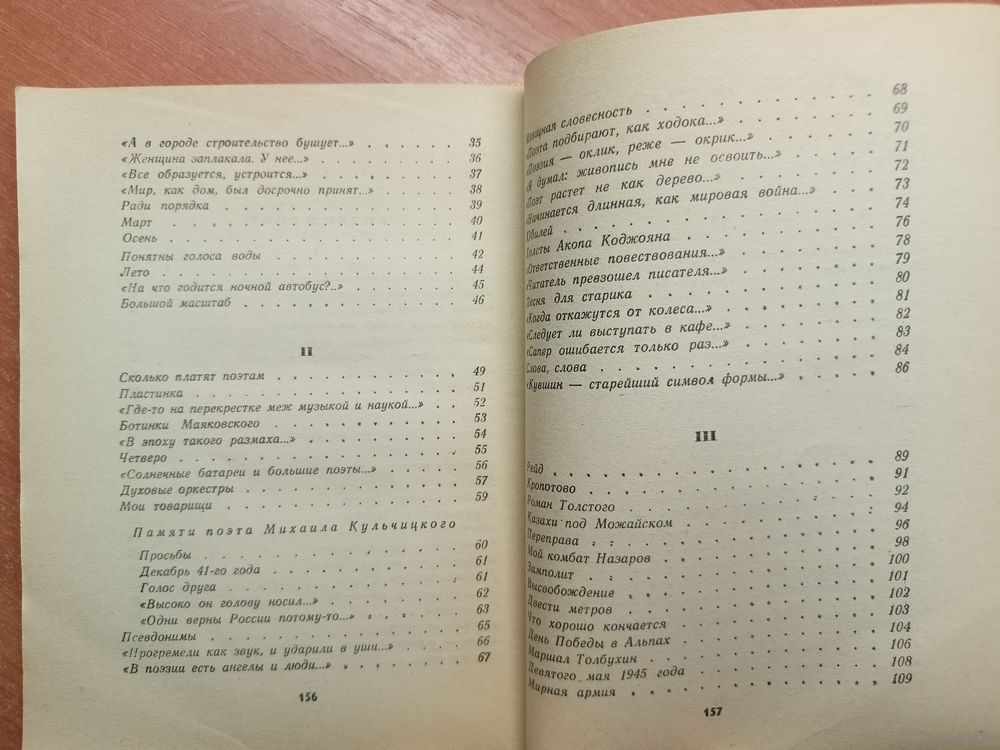 «А в городе строительство бушует...» . . . . 35
«Женщина заплакала. У нее...» . . . . 36
«Все образуется, устроится...» . . . . 37
«Мир, как дом, был досрочно принят...» . . . . 38
Ради порядка . . . . 39
Март . . . . 40
Осень . . . . 41
Понятны голоса воды . . . . 42
Лето . . . . 44
«На что годится ночной автобус?..» . . . . 45
Большой масштаб . . . . 46
II
Сколько платят поэтам . . . . 49
Пластинка . . . . 51
«Где-то на перекрестке меж музыкой и наукой...» . . 52
Ботинки Маяковского . . . . 53
«В эпоху такого размаха...» . . . . 54
Четверо . . . . 55
«Солнечные батареи и большие поэты...» . . . . 56
Духовые оркестры . . . . 57
Мои товарищи . . . . 59
Памяти поэта Михаила Кульчицкого
Просьбы . . . . 60
Декабрь 41-го года . . . . 61
Голос друга . . . . 61
«Высоко он голову носил...» . . . . 62
«Одни верны России потому-то...» . . . . 63
Псевдонимы . . . . 65
«Прогремели как звук, и ударили в уши...» . . . . 66
«В поэзии есть ангелы и люди...» . . . . 67
156
Изящная словесность . . . . 68
«Поэта подбирают, как ходока...» . . . . 69
«Поэзия — оклик, реже — окрик...» . . . . 70
«Я думал: живопись мне не освоить...» . . . . 71
«Поэт растет не как дерево...» . . . . 72
«Начинается длинная, как мировая война...» . . . . 73
Юбилей . . . . 74
Холсты Акопа Коджояна . . . . 76
«Ответственные повествования...» . . . . 78
«Читатель превзошел писателя...» . . . . 79
Песня для старика . . . . 80
«Когда откажутся от колеса...» . . . . 81
«Следует ли выступать в кафе...» . . . . 82
«Сапер ошибается только раз...» . . . . 83
Слова, слова . . . . 84
«Кувшин — старейший символ формы...» . . . . 86
III
Рейд . . . . 89
Кропотово . . . . 91
Роман Толстого . . . . 92
Казахи под Можайском . . . . 94
Переправа . . . . 96
Мой комбат Назаров . . . . 98
Замполит . . . . 100
Высвобождение . . . . 101
Двести метров . . . . 102
Что хорошо кончается . . . . 103
День Победы в Альпах . . . . 104
Маршал Толбухин . . . . 106
Девятого мая 1945 года . . . . 108
Мирная армия . . . . 109
157